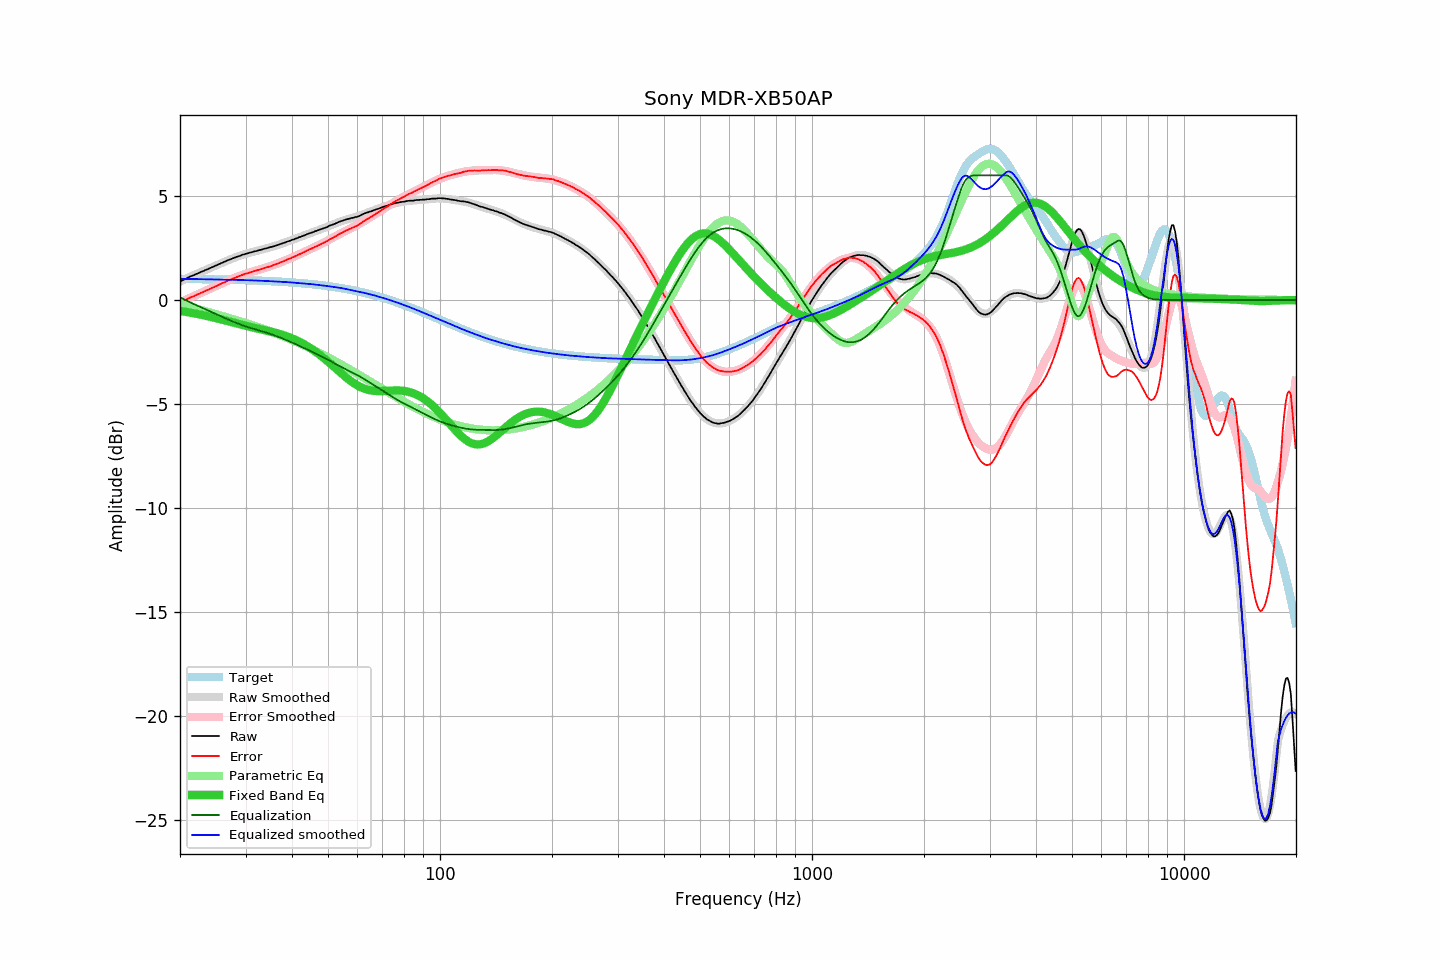 Sony MDR-XB50AP
5
0
−5
−10
−15
−20
−25
Amplitude (dBr)
Target
Raw Smoothed
Error Smoothed
Raw
Error
Parametric Eq
Fixed Band Eq
Equalization
Equalized smoothed
100 1000 10000
Frequency (Hz)